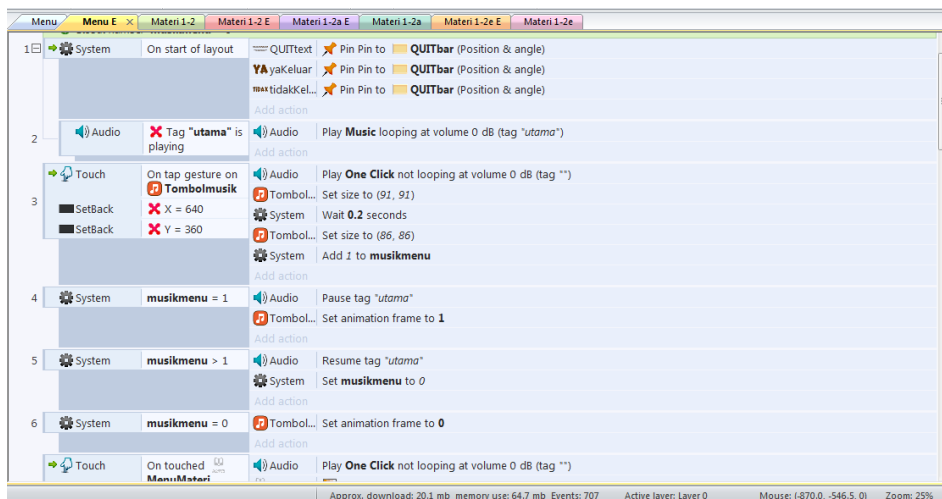 Menu Menu E × Materi 1-2 Materi 1-2 E Materi 1-2a E Materi 1-2a Materi 1-2e E Materi 1-2e
1 System On start of layout QUITtext Pin Pin to QUITbar (Position & angle)
YA yaKeluar Pin Pin to QUITbar (Position & angle)
tidakKel... Pin Pin to QUITbar (Position & angle)
Add action
2 Audio Tag "utama" is playing Audio Play Music looping at volume 0 dB (tag "utama")
Add action
3 Touch On tap gesture on Tombolmusik Audio Play One Click not looping at volume 0 dB (tag "")
Tombol... Set size to (91, 91)
SetBack X = 640 System Wait 0.2 seconds
SetBack Y = 360 Tombol... Set size to (86, 86)
System Add 1 to musikmenu
Add action
4 System musikmenu = 1 Audio Pause tag "utama"
Tombol... Set animation frame to 1
Add action
5 System musikmenu > 1 Audio Resume tag "utama"
System Set musikmenu to 0
Add action
6 System musikmenu = 0 Tombol... Set animation frame to 0
Add action
Touch On touched MenuMateri Audio Play One Click not looping at volume 0 dB (tag "")
Approx. download: 20.1 mb memory use: 64.7 mb Events: 707 Active layer: Layer 0 Mouse: (-870.0, -546.5, 0) Zoom: 25%